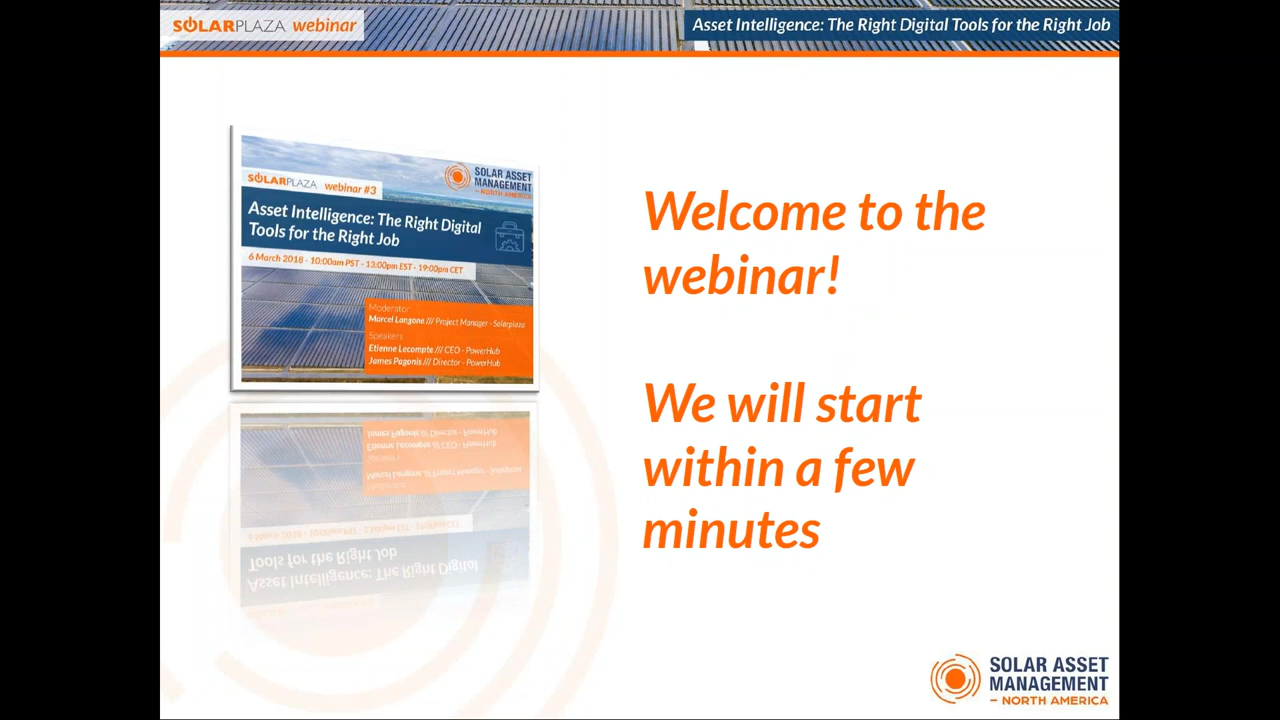 SOLARPLAZA webinar
Asset Intelligence: The Right Digital Tools for the Right Job
SOLAR ASSET
MANAGEMENT
– NORTH AMERICA
SOLARPLAZA webinar #3
Asset Intelligence: The Right Digital
Tools for the Right Job
6 March 2018 - 10:00am PST - 13:00pm EST - 19:00pm CET
Moderator
Marcel Langone /// Project Manager - Solarplaza
Speakers
Etienne Lecompte /// CEO - PowerHub
James Pagonis /// Director - PowerHub
Welcome to the
webinar!
We will start
within a few
minutes
SOLAR ASSET
MANAGEMENT
– NORTH AMERICA